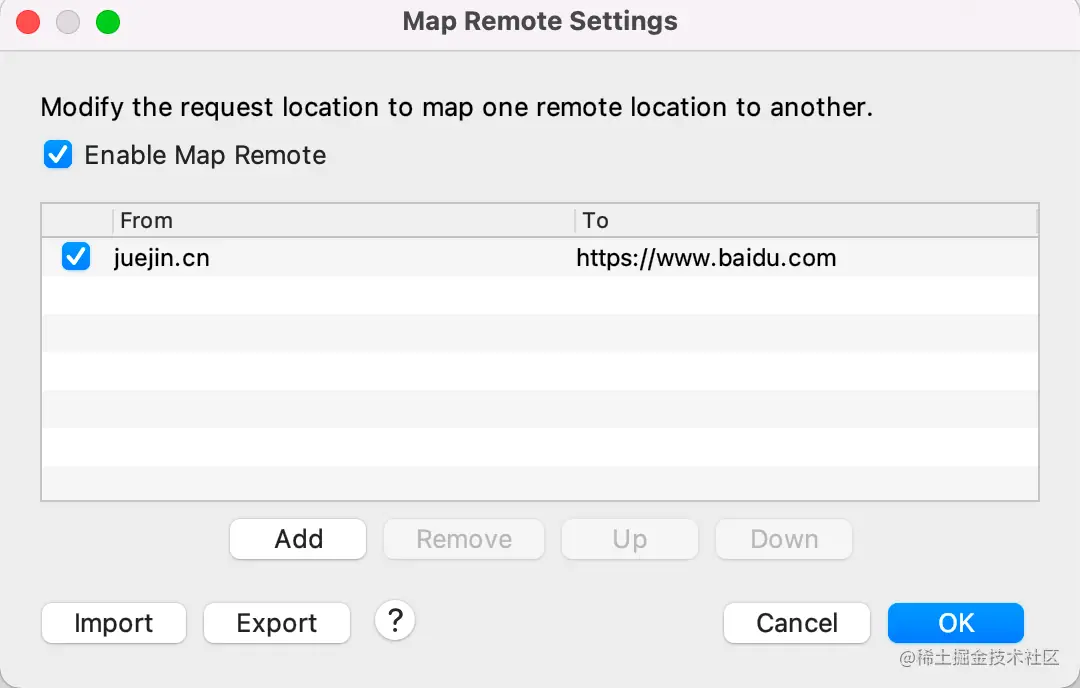 Map Remote Settings
Modify the request location to map one remote location to another.
Enable Map Remote
From To
juejin.cn https://www.baidu.com
Add Remove Up Down
Import Export ? Cancel OK
@稀土掘金技术社区